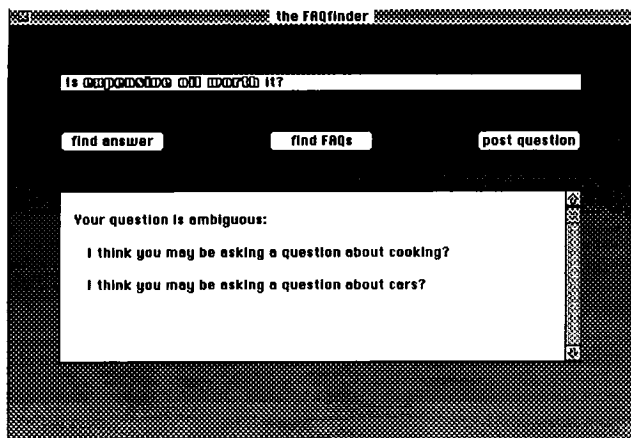 the FAQfinder
Is expensive oil worth it?
find answer find FAQs post question
Your question is ambiguous:
I think you may be asking a question about cooking?
I think you may be asking a question about cars?